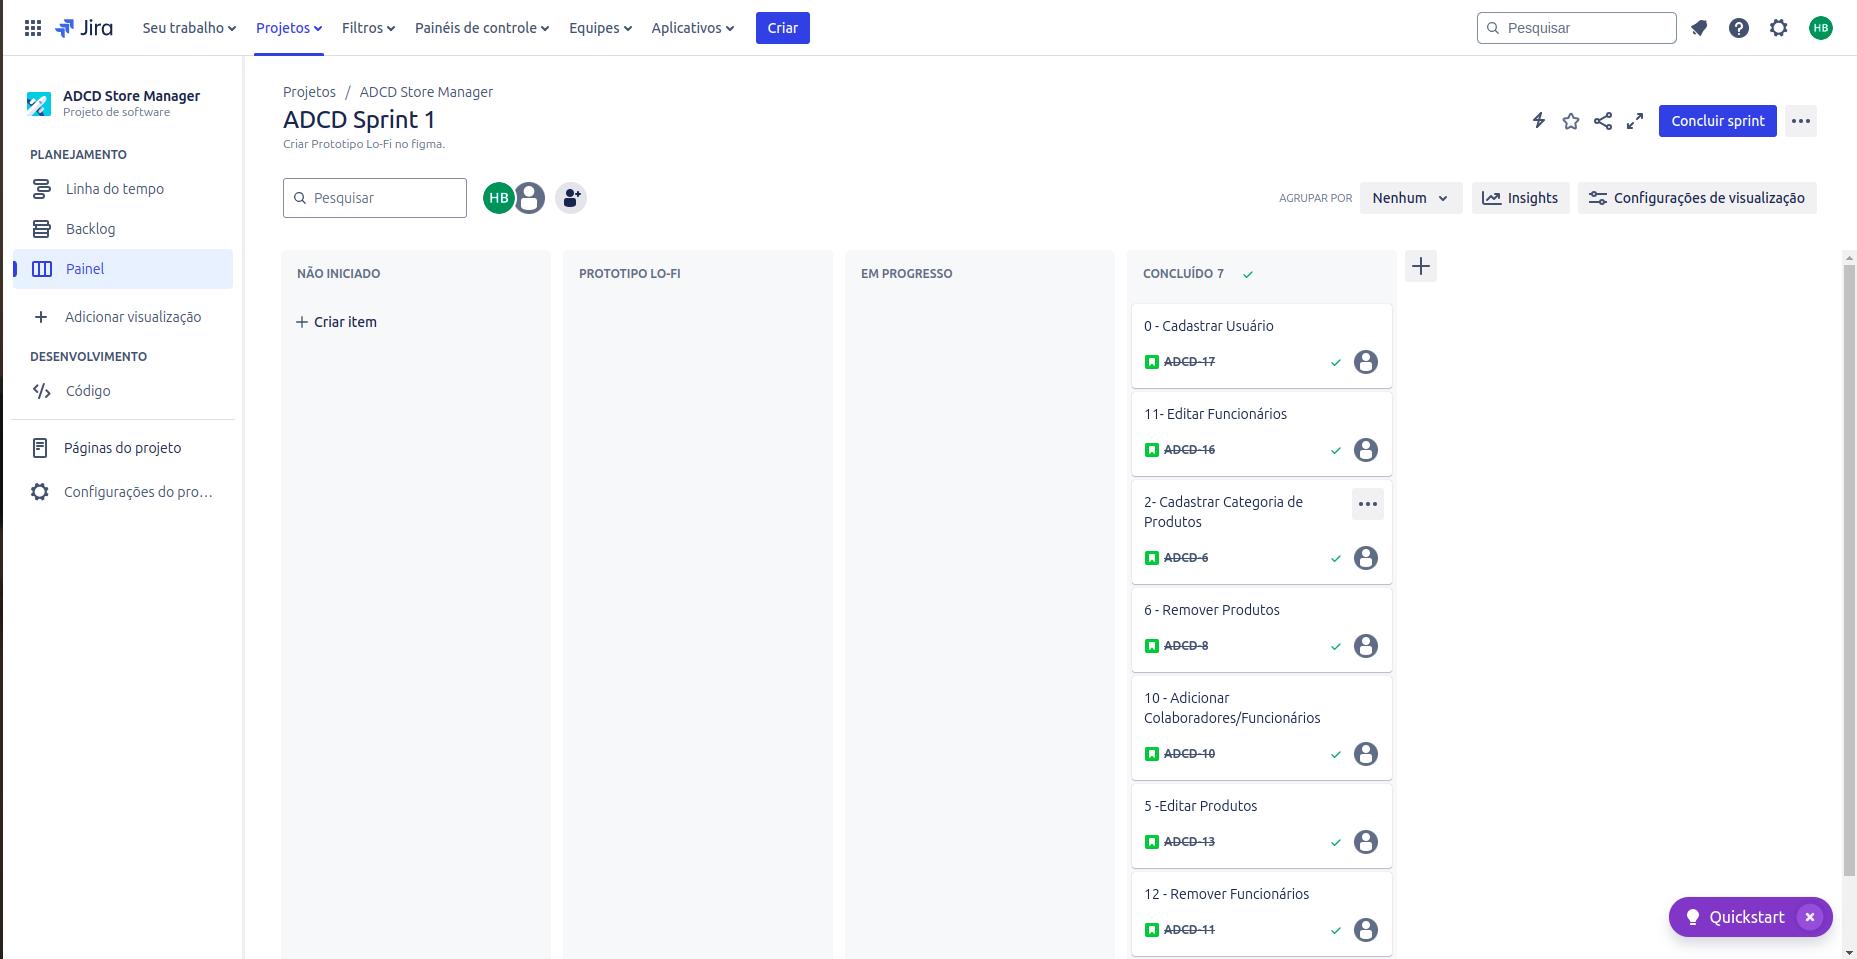 Jira
Seu trabalho
Projetos
Filtros
Painéis de controle
Equipes
Aplicativos
Criar
Pesquisar
HB
ADCD Store Manager
Projeto de software
PLANEJAMENTO
Linha do tempo
Backlog
Painel
Adicionar visualização
DESENVOLVIMENTO
Código
Páginas do projeto
Configurações do pro...
Projetos / ADCD Store Manager
ADCD Sprint 1
Criar Prototipo Lo-Fi no figma.
Concluir sprint
Pesquisar
HB
AGRUPAR POR
Nenhum
Insights
Configurações de visualização
NÃO INICIADO
Criar item
PROTOTIPO LO-FI
EM PROGRESSO
CONCLUÍDO 7
0 - Cadastrar Usuário
ADCD-17
11- Editar Funcionários
ADCD-16
2- Cadastrar Categoria de
Produtos
ADCD-6
6 - Remover Produtos
ADCD-8
10 - Adicionar
Colaboradores/Funcionários
ADCD-10
5 -Editar Produtos
ADCD-13
12 - Remover Funcionários
ADCD-11
Quickstart